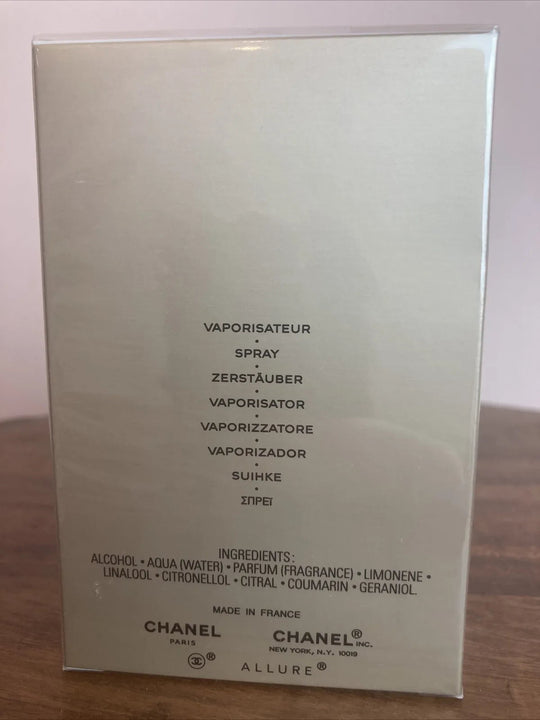 VAPORISATEUR
•
SPRAY
•
ZERSTÄUBER
•
VAPORISATOR
•
VAPORIZZATORE
•
VAPORIZADOR
•
SUIHKE
•
ΣΠΡΕΪ
INGREDIENTS:
ALCOHOL • AQUA (WATER) • PARFUM (FRAGRANCE) • LIMONENE •
LINALOOL • CITRONELLOL • CITRAL • COUMARIN • GERANIOL.
MADE IN FRANCE
CHANEL
PARIS
CHANEL® INC.
NEW YORK, N.Y. 10019
®
ALLURE®